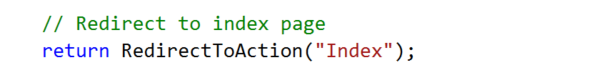 // Redirect to index page
return RedirectToAction("Index");